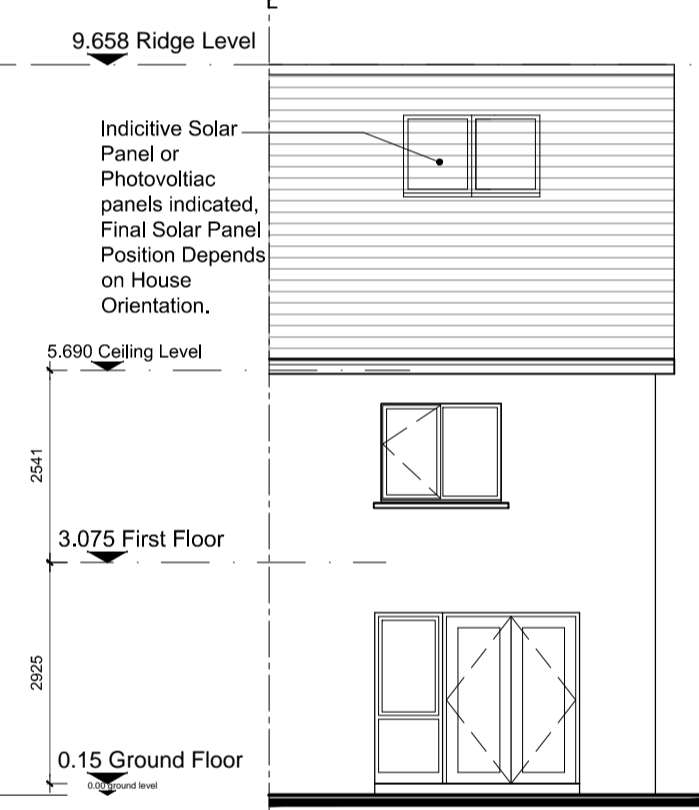 9.658 Ridge Level
Indicitive Solar
Panel or
Photovoltiac
panels indicated,
Final Solar Panel
Position Depends
on House
Orientation.
5.690 Ceiling Level
2541
3.075 First Floor
2925
0.15 Ground Floor
0.00 ground level